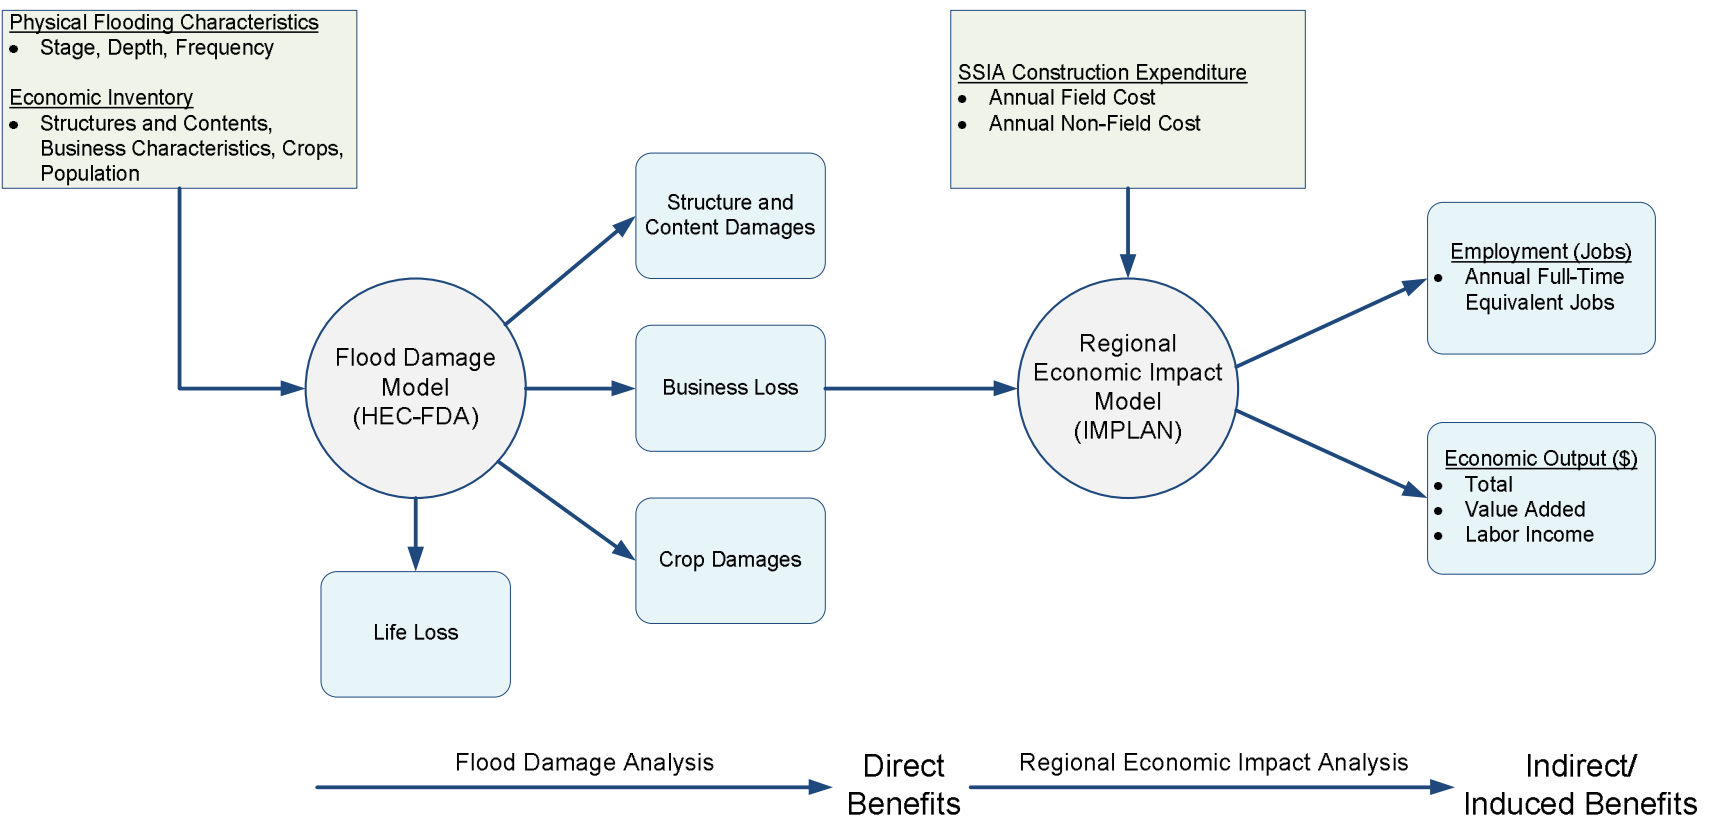 Physical Flooding Characteristics
● Stage, Depth, Frequency
Economic Inventory
● Structures and Contents,
Business Characteristics, Crops,
Population
SSIA Construction Expenditure
● Annual Field Cost
● Annual Non-Field Cost
Structure and
Content Damages
Employment (Jobs)
● Annual Full-Time
Equivalent Jobs
Flood Damage
Model
(HEC-FDA)
Business Loss
Regional
Economic Impact
Model
(IMPLAN)
Economic Output ($)
● Total
● Value Added
● Labor Income
Crop Damages
Life Loss
Flood Damage Analysis
Direct
Benefits
Regional Economic Impact Analysis
Indirect/
Induced Benefits